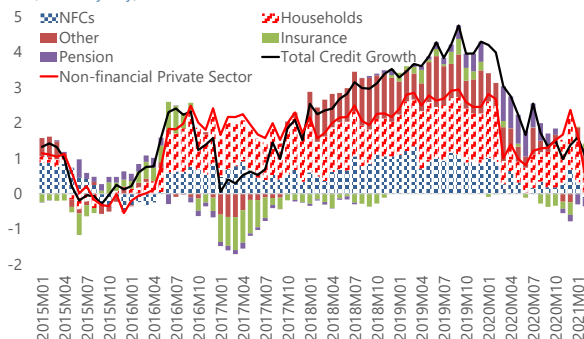 NFCs Households
Other Insurance
Pension Total Credit Growth
Non-financial Private Sector
5
4
3
2
1
0
-1
-2
2015M01 2015M04 2015M07 2015M10 2016M01 2016M04 2016M07 2016M10 2017M01 2017M04 2017M07 2017M10 2018M01 2018M04 2018M07 2018M10 2019M01 2019M04 2019M07 2019M10 2020M01 2020M04 2020M07 2020M10 2021M01